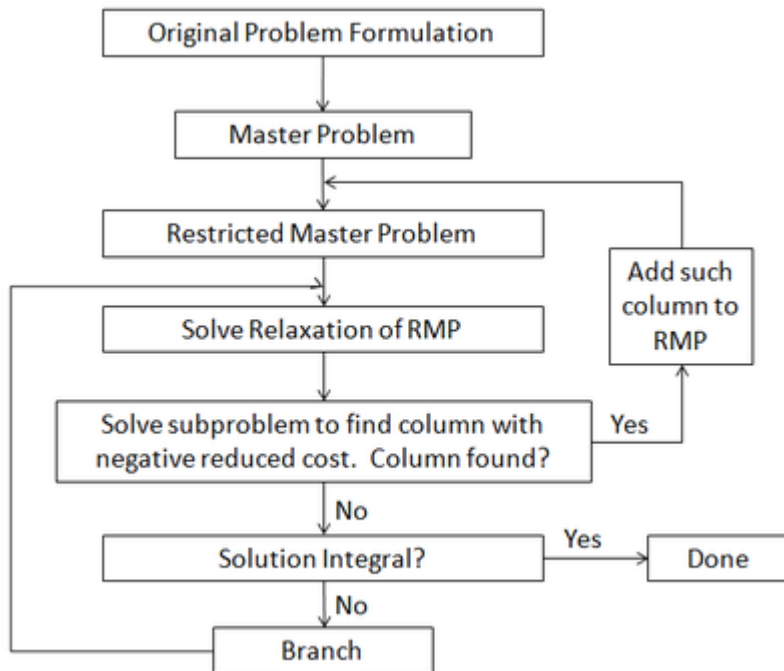 Original Problem Formulation
Master Problem
Restricted Master Problem
Add such
column to
RMP
Solve Relaxation of RMP
Solve subproblem to find column with
negative reduced cost.  Column found?
Yes
No
Solution Integral?
Yes
Done
No
Branch